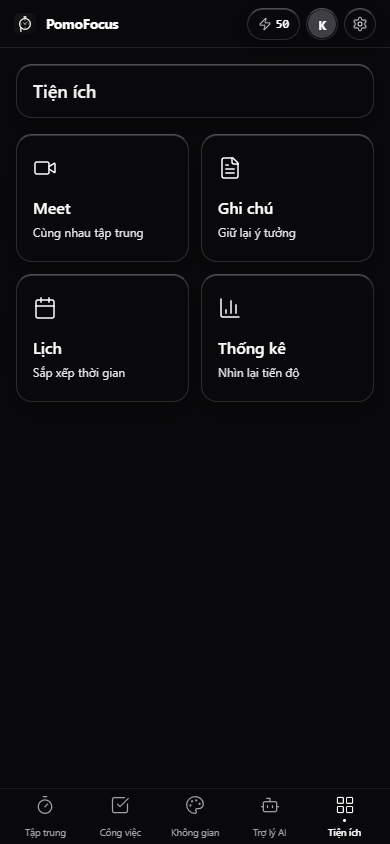 PomoFocus
50
K
Tiện ích
Meet
Cùng nhau tập trung
Ghi chú
Giữ lại ý tưởng
Lịch
Sắp xếp thời gian
Thống kê
Nhìn lại tiến độ
Tập trung
Công việc
Không gian
Trợ lý AI
Tiện ích